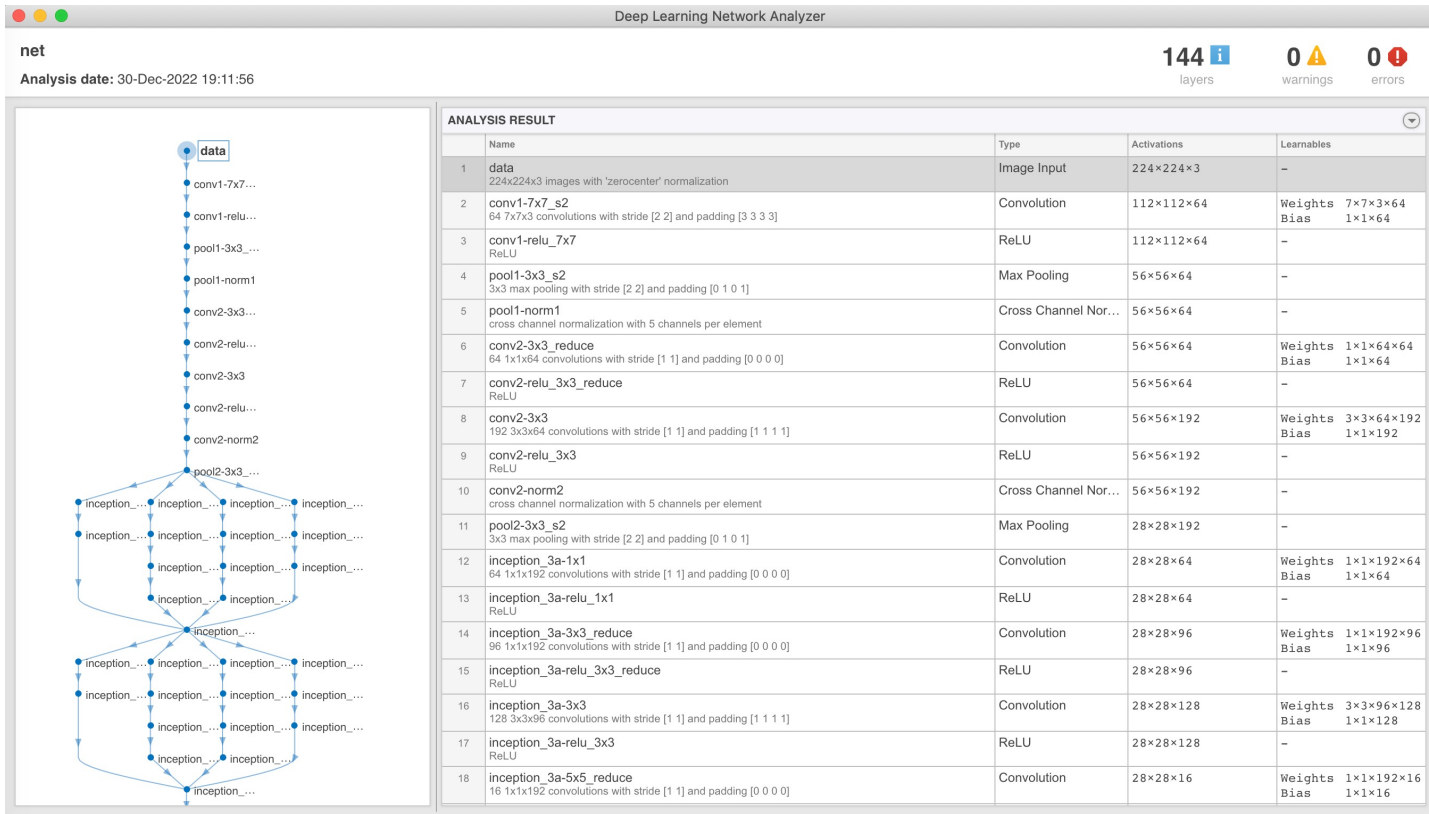 Deep Learning Network Analyzer
net
Analysis date: 30-Dec-2022 19:11:56
144 i
layers
0
warnings
0
errors
data
conv1-7x7…
conv1-relu…
pool1-3x3_…
pool1-norm1
conv2-3x3…
conv2-relu…
conv2-3x3
conv2-relu…
conv2-norm2
pool2-3x3_…
inception_… inception_… inception_… inception_…
inception_… inception_… inception_… inception_…
inception_… inception_… inception_…
inception_… inception_…
inception_…
inception_… inception_… inception_… inception_…
inception_… inception_… inception_… inception_…
inception_… inception_… inception_…
inception_… inception_…
inception_…
ANALYSIS RESULT
Name Type Activations Learnables
1 data Image Input 224×224×3 –
224x224x3 images with 'zerocenter' normalization
2 conv1-7x7_s2 Convolution 112×112×64 Weights 7×7×3×64
64 7x7x3 convolutions with stride [2 2] and padding [3 3 3 3] Bias 1×1×64
3 conv1-relu_7x7 ReLU 112×112×64 –
ReLU
4 pool1-3x3_s2 Max Pooling 56×56×64 –
3x3 max pooling with stride [2 2] and padding [0 1 0 1]
5 pool1-norm1 Cross Channel Nor… 56×56×64 –
cross channel normalization with 5 channels per element
6 conv2-3x3_reduce Convolution 56×56×64 Weights 1×1×64×64
64 1x1x64 convolutions with stride [1 1] and padding [0 0 0 0] Bias 1×1×64
7 conv2-relu_3x3_reduce ReLU 56×56×64 –
ReLU
8 conv2-3x3 Convolution 56×56×192 Weights 3×3×64×192
192 3x3x64 convolutions with stride [1 1] and padding [1 1 1 1] Bias 1×1×192
9 conv2-relu_3x3 ReLU 56×56×192 –
ReLU
10 conv2-norm2 Cross Channel Nor… 56×56×192 –
cross channel normalization with 5 channels per element
11 pool2-3x3_s2 Max Pooling 28×28×192 –
3x3 max pooling with stride [2 2] and padding [0 1 0 1]
12 inception_3a-1x1 Convolution 28×28×64 Weights 1×1×192×64
64 1x1x192 convolutions with stride [1 1] and padding [0 0 0 0] Bias 1×1×64
13 inception_3a-relu_1x1 ReLU 28×28×64 –
ReLU
14 inception_3a-3x3_reduce Convolution 28×28×96 Weights 1×1×192×96
96 1x1x192 convolutions with stride [1 1] and padding [0 0 0 0] Bias 1×1×96
15 inception_3a-relu_3x3_reduce ReLU 28×28×96 –
ReLU
16 inception_3a-3x3 Convolution 28×28×128 Weights 3×3×96×128
128 3x3x96 convolutions with stride [1 1] and padding [1 1 1 1] Bias 1×1×128
17 inception_3a-relu_3x3 ReLU 28×28×128 –
ReLU
18 inception_3a-5x5_reduce Convolution 28×28×16 Weights 1×1×192×16
16 1x1x192 convolutions with stride [1 1] and padding [0 0 0 0] Bias 1×1×16